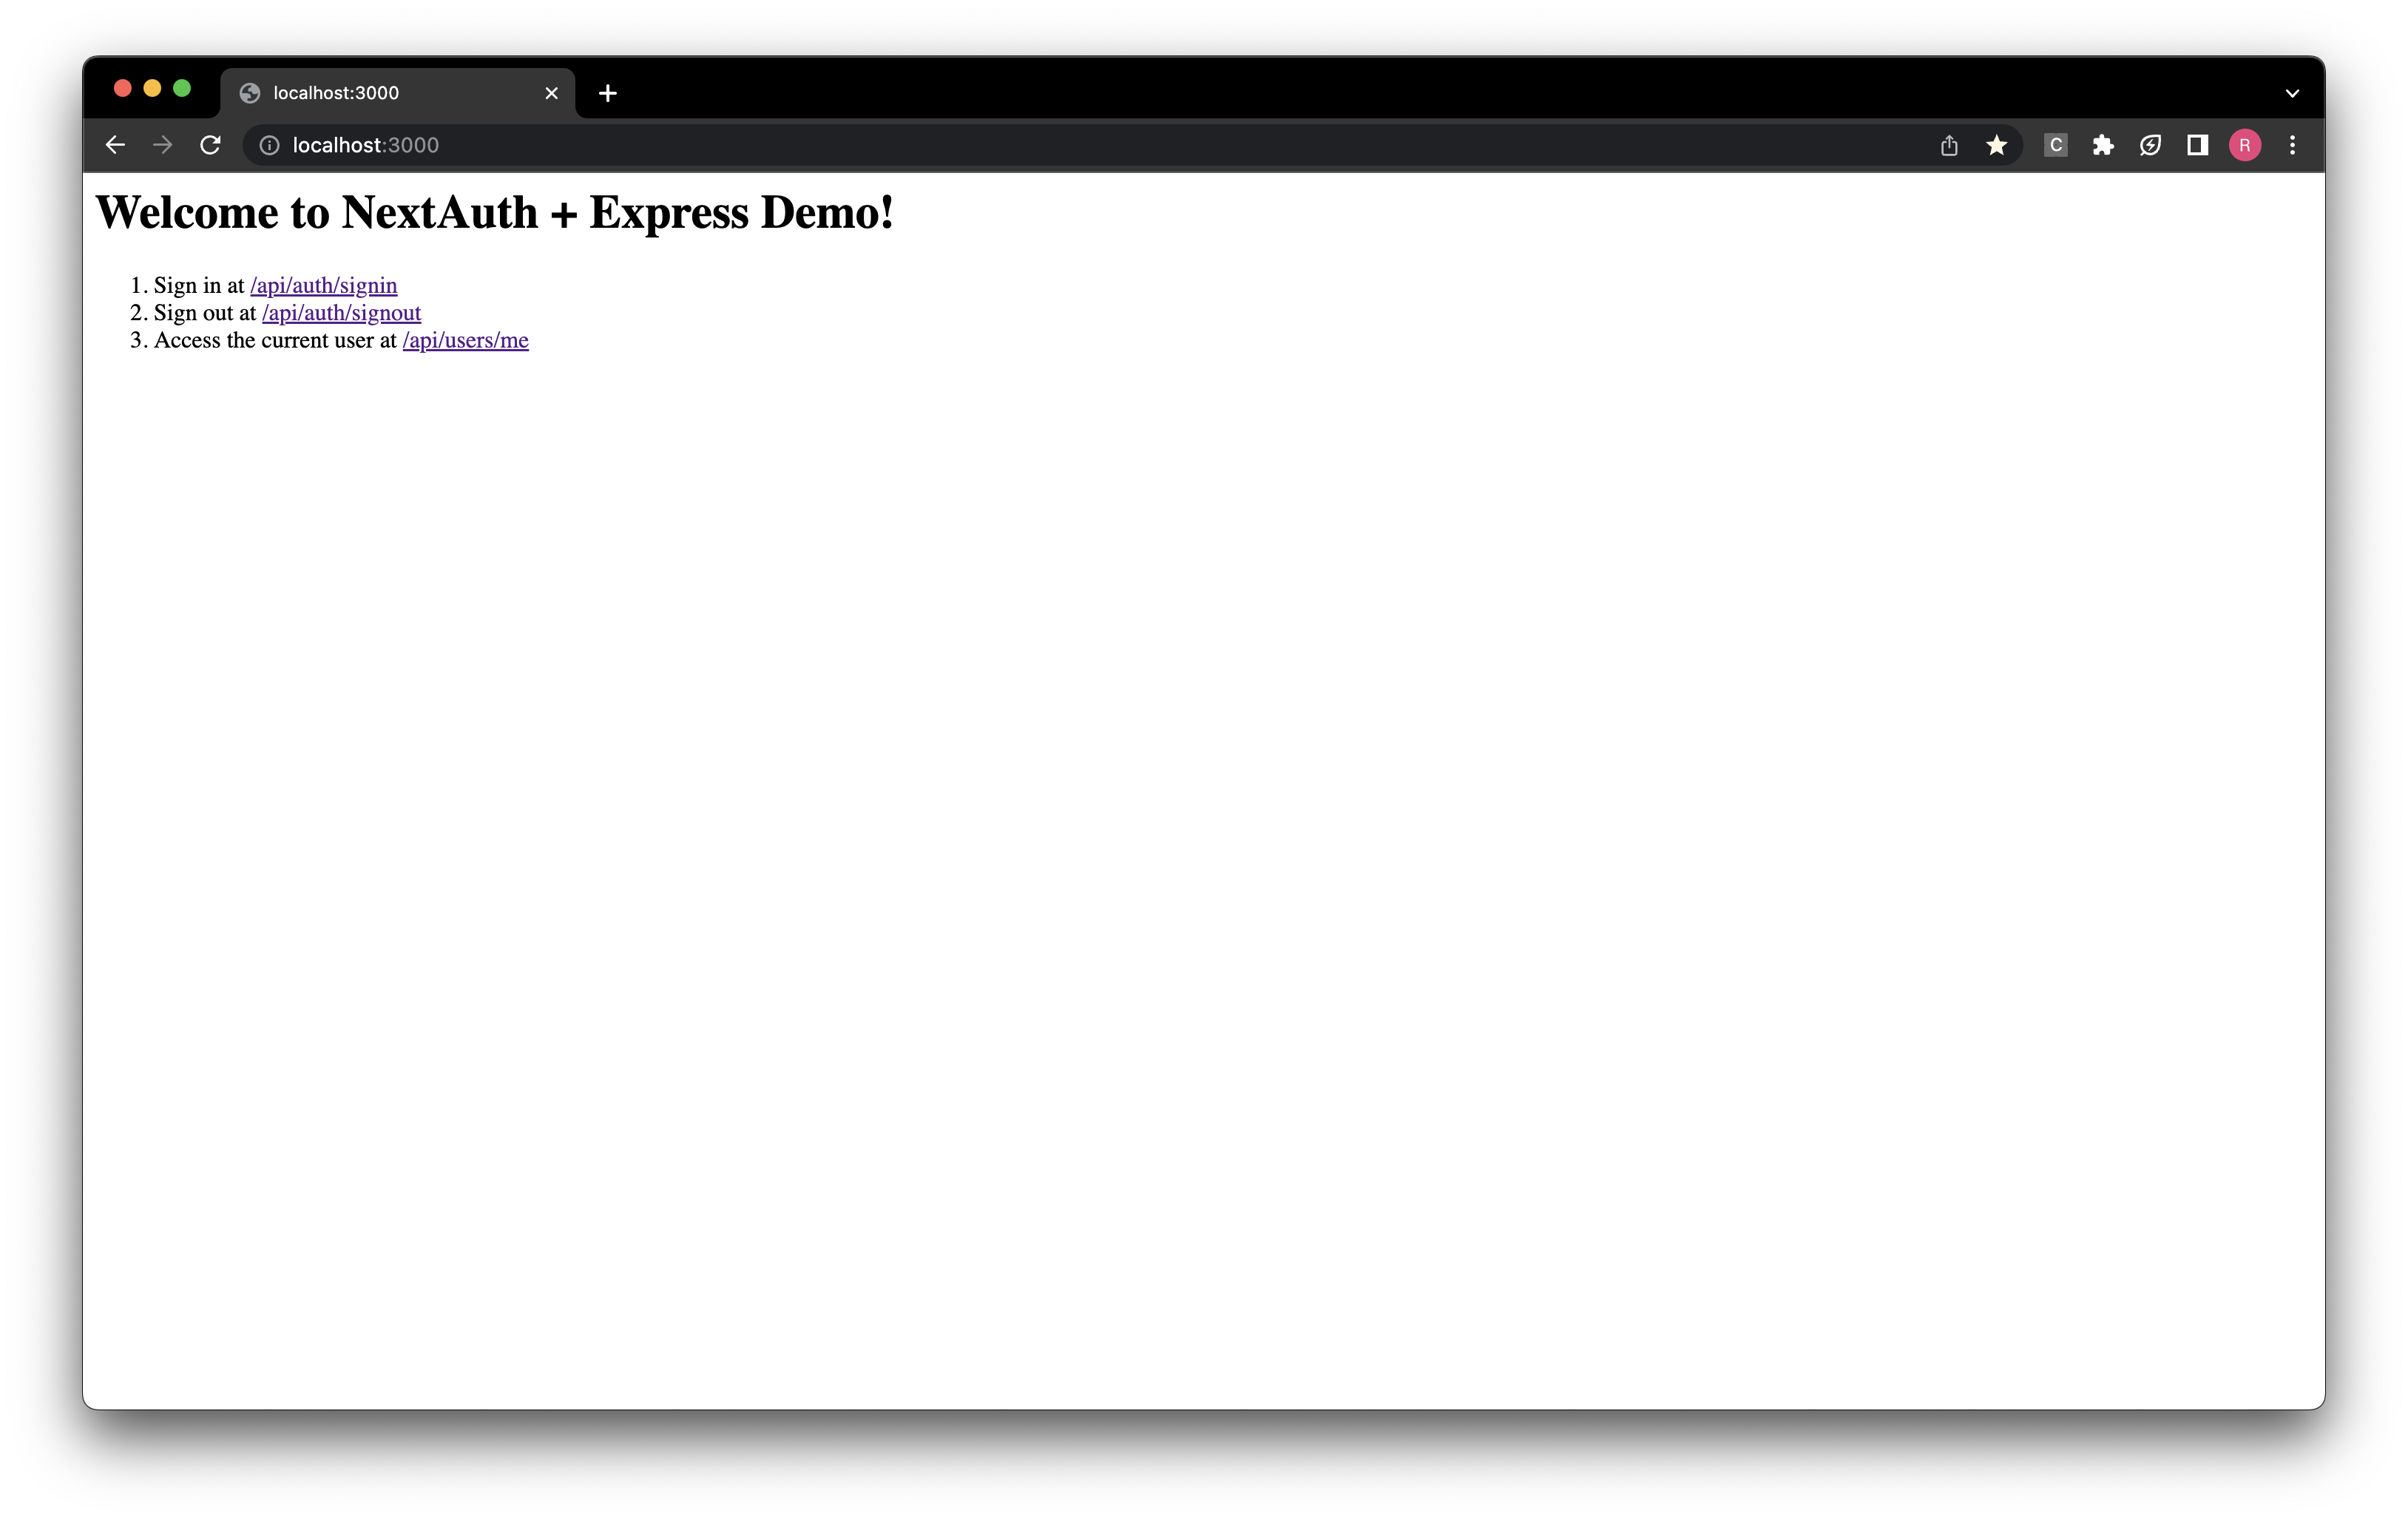 localhost:3000
localhost:3000
C
R
Welcome to NextAuth + Express Demo!
1. Sign in at /api/auth/signin
2. Sign out at /api/auth/signout
3. Access the current user at /api/users/me